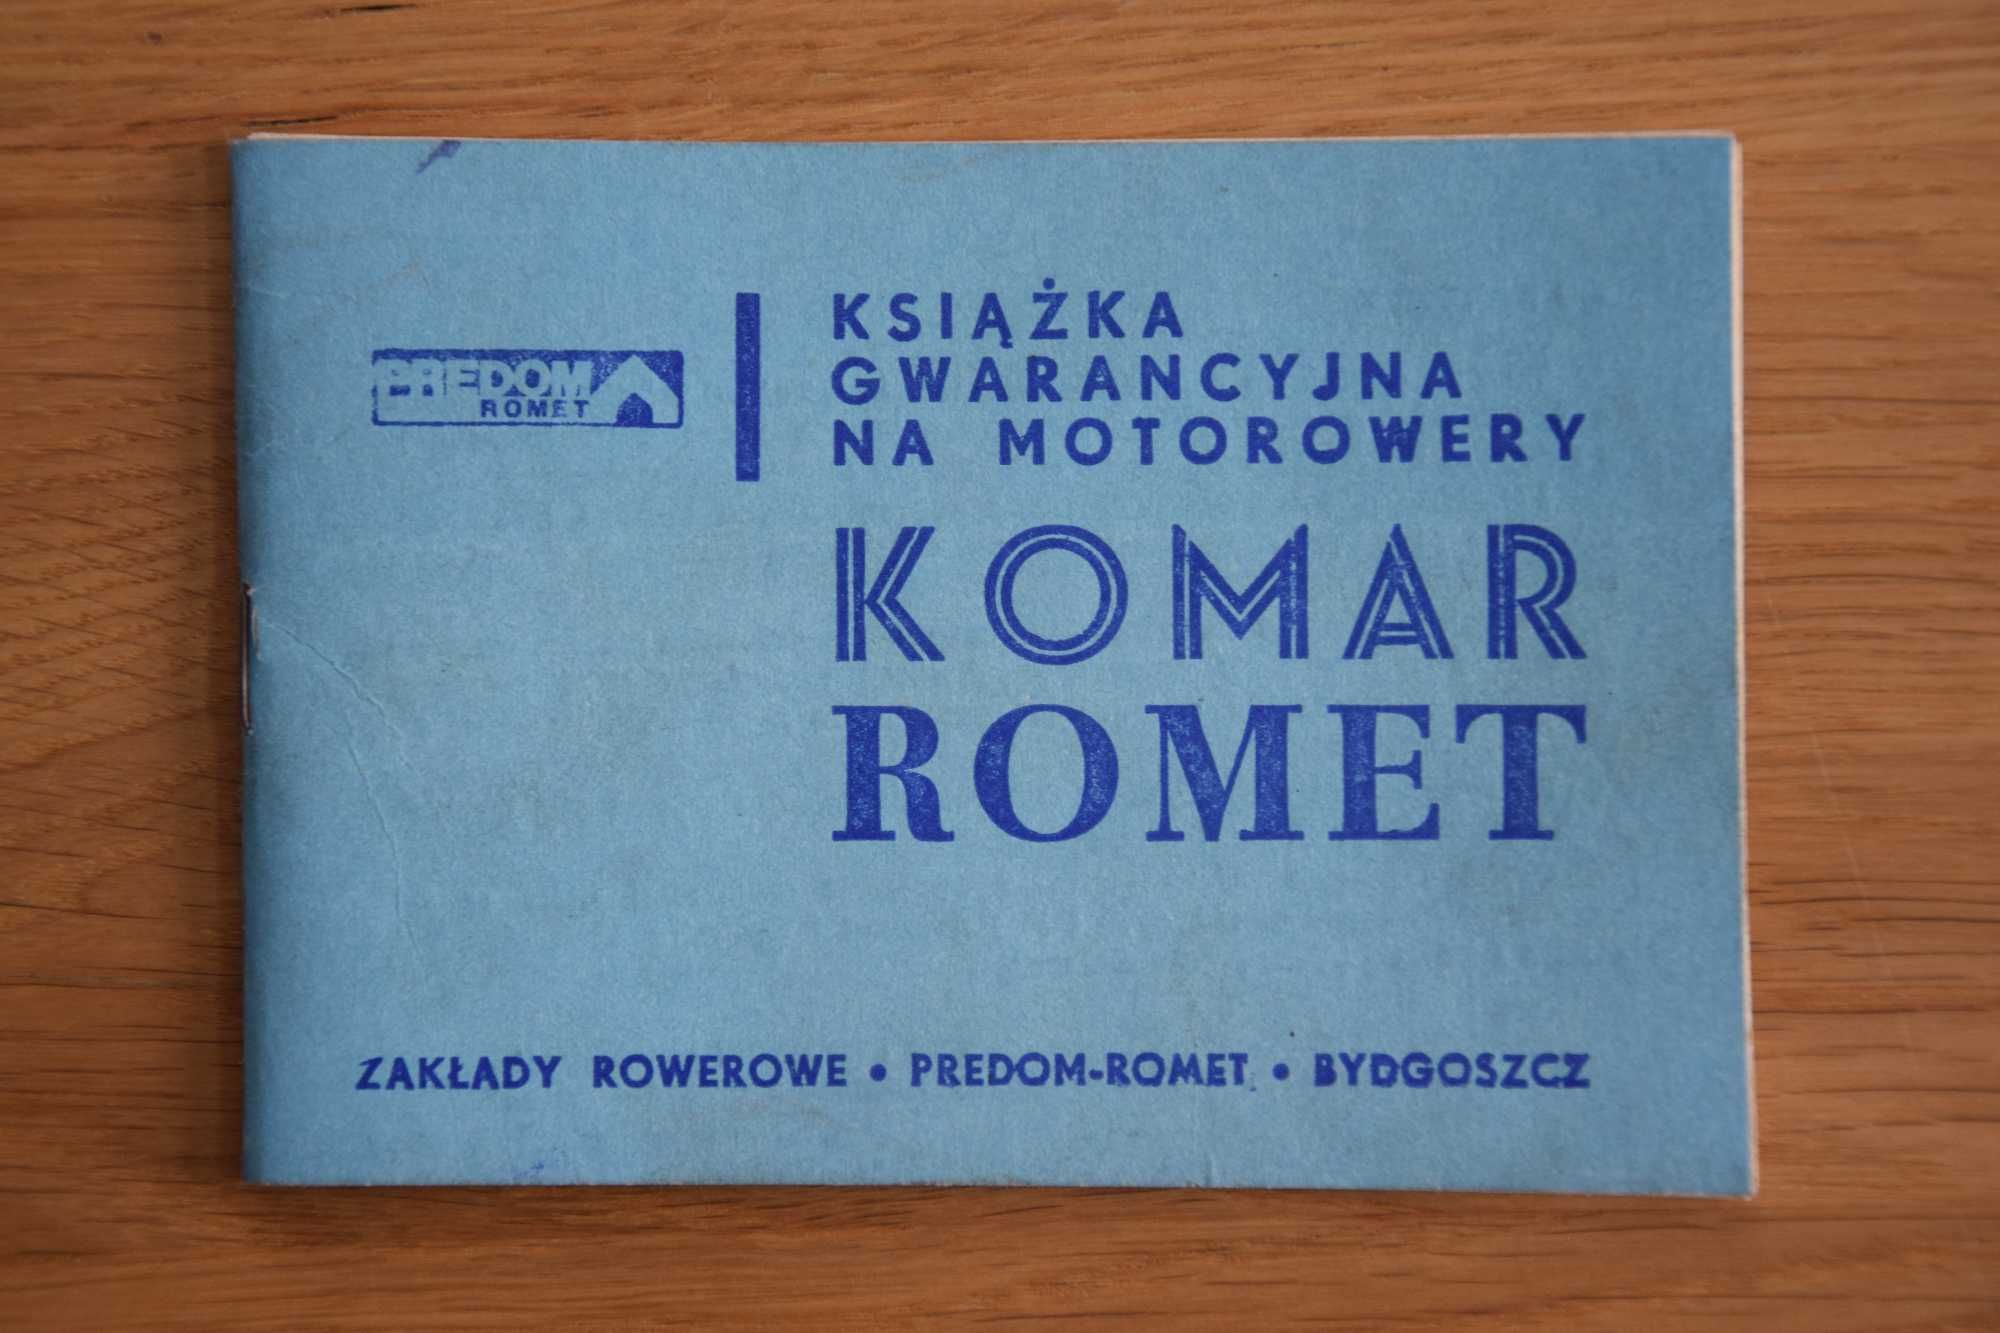 PREDOM
ROMET
KSIĄŻKA
GWARANCYJNA
NA MOTOROWERY
KOMAR
ROMET
ZAKŁADY ROWEROWE • PREDOM-ROMET • BYDGOSZCZ